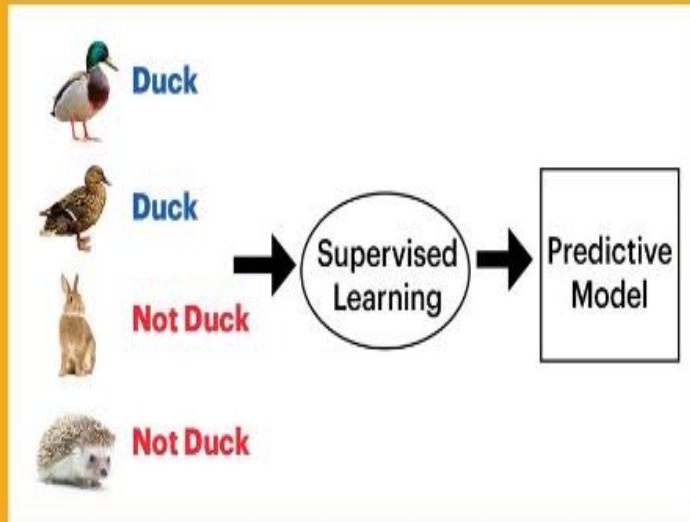 Duck
Duck
Not Duck
Not Duck
Supervised
Learning
Predictive
Model